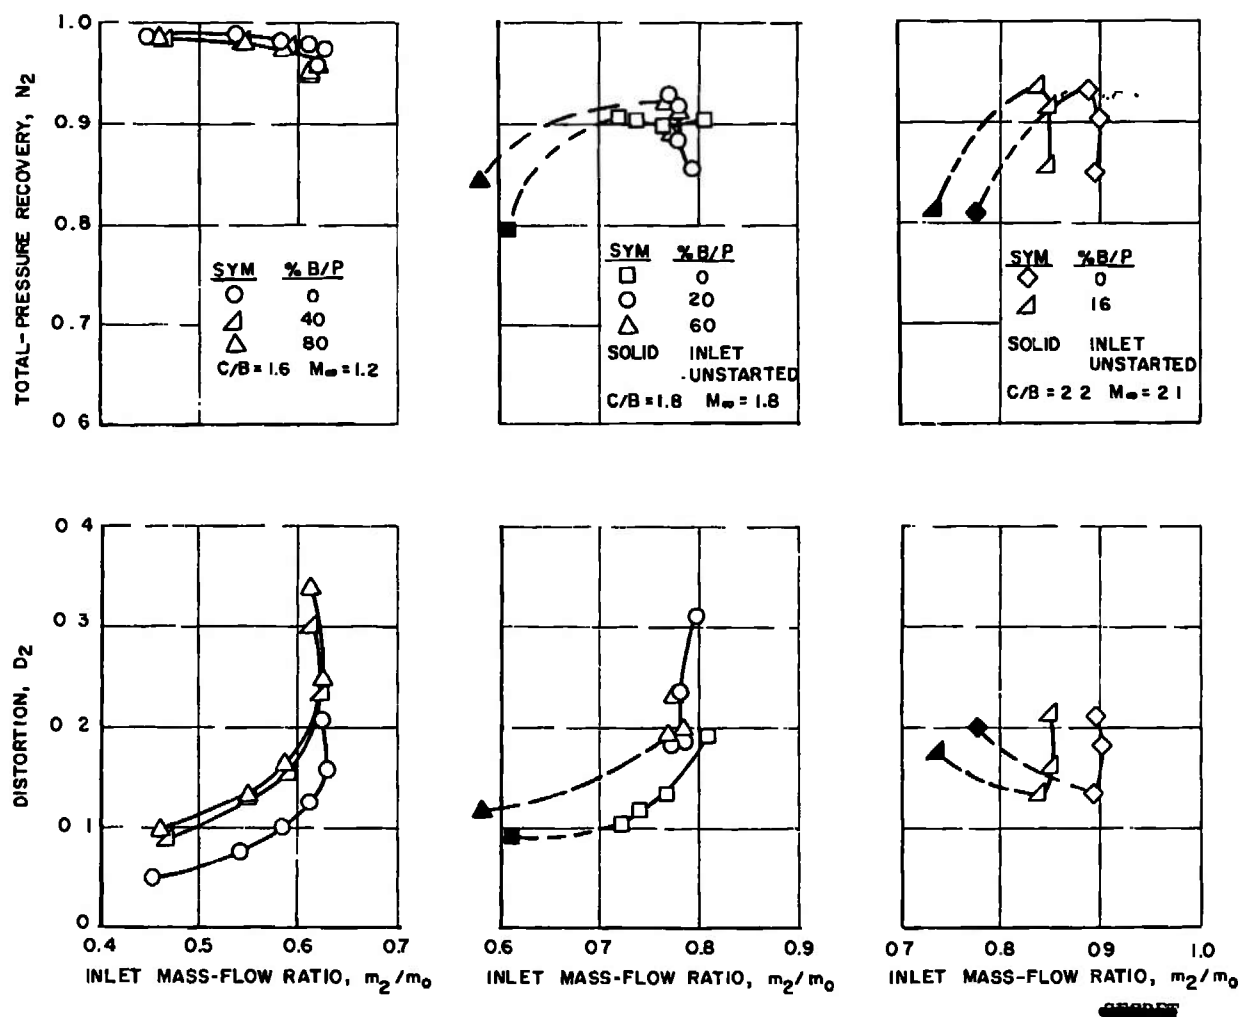 TOTAL-PRESSURE RECOVERY, N2
1.0
0.9
0.8
0.7
0 6
SYM % B/P
0
40
80
C/B = 1.6 M∞ = 1.2
SYM % B/P
0
20
60
SOLID INLET
UNSTARTED
C/B = 1.8 M∞ = 1.8
SYM % B/P
0
16
SOLID INLET
UNSTARTED
C/B = 2 2 M∞ = 2 1
DISTORTION, D2
0 4
0 3
0 2
0 1
0
0.4 0.5 0.6 0.7
INLET MASS-FLOW RATIO, m2/m0
0.6 0.7 0.8 0.9
INLET MASS-FLOW RATIO, m2/m0
0 7 0.8 0.9 1.0
INLET MASS-FLOW RATIO, m2/m0